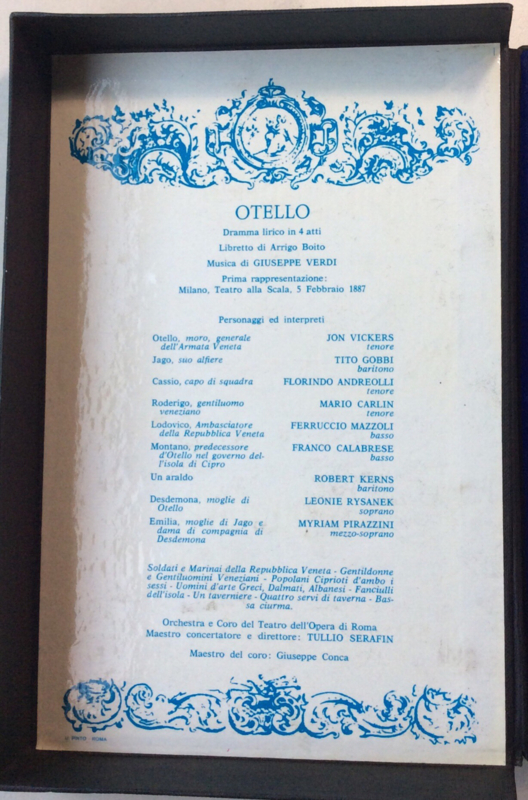 OTELLO
Dramma lirico in 4 atti
Libretto di Arrigo Boito
Musica di GIUSEPPE VERDI
Prima rappresentazione:
Milano, Teatro alla Scala, 5 Febbraio 1887
Personaggi ed interpreti
Otello, moro, generale dell'Armata Veneta JON VICKERS
tenore
Jago, suo alfiere TITO GOBBI
baritono
Cassio, capo di squadra FLORINDO ANDREOLLI
tenore
Roderigo, gentiluomo veneziano MARIO CARLIN
tenore
Lodovico, Ambasciatore della Repubblica Veneta FERRUCCIO MAZZOLI
basso
Montano, predecessore d'Otello nel governo del-
l'isola di Cipro FRANCO CALABRESE
basso
Un araldo ROBERT KERNS
baritono
Desdemona, moglie di Otello LEONIE RYSANEK
soprano
Emilia, moglie di Jago e dama di compagnia di Desdemona MYRIAM PIRAZZINI
mezzo-soprano
Soldati e Marinai della Repubblica Veneta - Gentildonne
e Gentiluomini Veneziani - Popolani Ciprioti d'ambo i
sessi - Uomini d'arte Greci, Dalmati, Albanesi - Fanciulli
dell'isola - Un taverniere - Quattro servi di taverna - Bas-
sa ciurma.
Orchestra e Coro del Teatro dell'Opera di Roma
Maestro concertatore e direttore: TULLIO SERAFIN
Maestro del coro: Giuseppe Conca